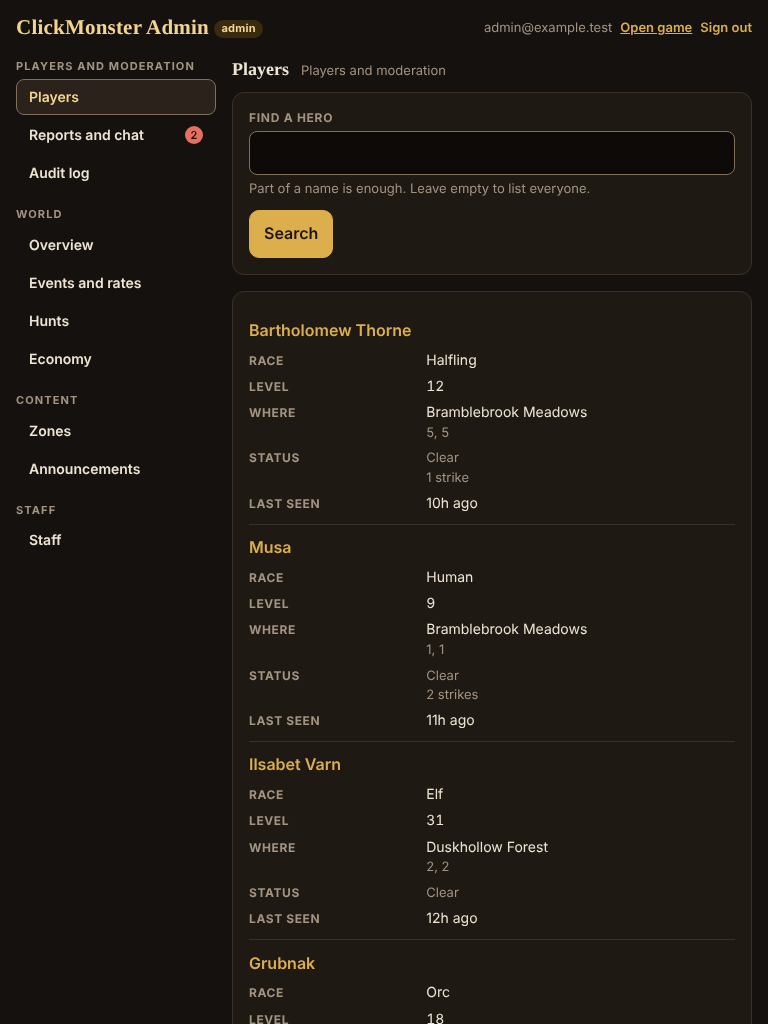 ClickMonster Admin admin
admin@example.test Open game Sign out
PLAYERS AND MODERATION
Players
Reports and chat 2
Audit log
WORLD
Overview
Events and rates
Hunts
Economy
CONTENT
Zones
Announcements
STAFF
Staff
Players Players and moderation
FIND A HERO
Part of a name is enough. Leave empty to list everyone.
Search
Bartholomew Thorne
RACE Halfling
LEVEL 12
WHERE Bramblebrook Meadows
5, 5
STATUS Clear
1 strike
LAST SEEN 10h ago
Musa
RACE Human
LEVEL 9
WHERE Bramblebrook Meadows
1, 1
STATUS Clear
2 strikes
LAST SEEN 11h ago
Ilsabet Varn
RACE Elf
LEVEL 31
WHERE Duskhollow Forest
2, 2
STATUS Clear
LAST SEEN 12h ago
Grubnak
RACE Orc
LEVEL 18